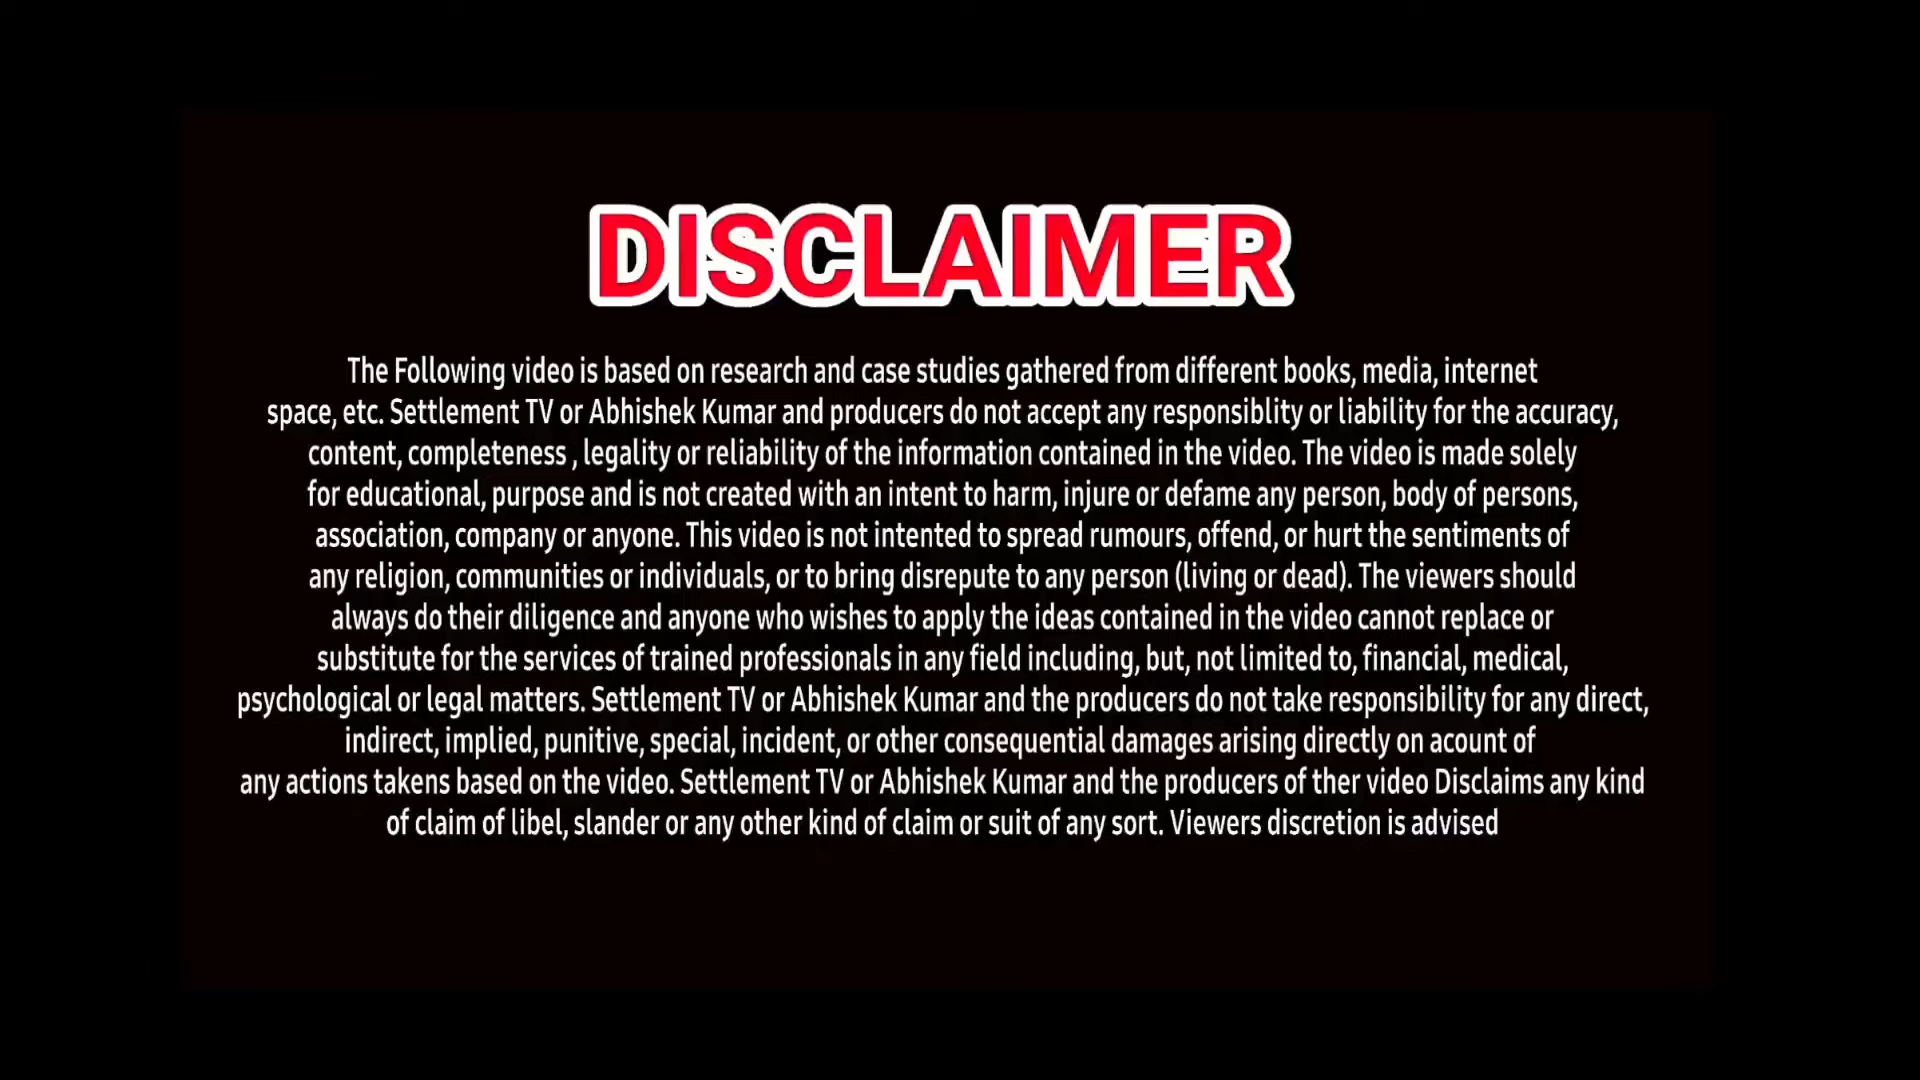 DISCLAIMER
The Following video is based on research and case studies gathered from different books, media, internet
space, etc. Settlement TV or Abhishek Kumar and producers do not accept any responsiblity or liability for the accuracy,
content, completeness , legality or reliability of the information contained in the video. The video is made solely
for educational, purpose and is not created with an intent to harm, injure or defame any person, body of persons,
association, company or anyone. This video is not intented to spread rumours, offend, or hurt the sentiments of
any religion, communities or individuals, or to bring disrepute to any person (living or dead). The viewers should
always do their diligence and anyone who wishes to apply the ideas contained in the video cannot replace or
substitute for the services of trained professionals in any field including, but, not limited to, financial, medical,
psychological or legal matters. Settlement TV or Abhishek Kumar and the producers do not take responsibility for any direct,
indirect, implied, punitive, special, incident, or other consequential damages arising directly on acount of
any actions takens based on the video. Settlement TV or Abhishek Kumar and the producers of ther video Disclaims any kind
of claim of libel, slander or any other kind of claim or suit of any sort. Viewers discretion is advised